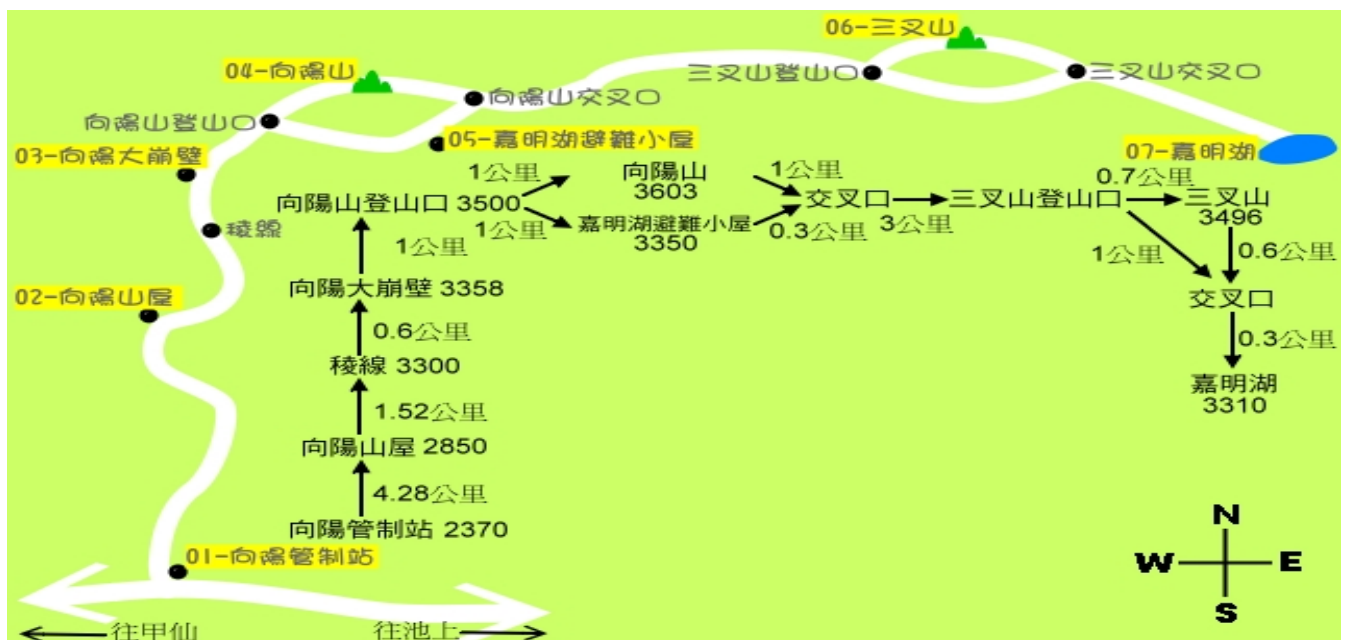 06-三叉山
04-向陽山
三叉山登山口
三叉山交叉口
向陽山交叉口
向陽山登山口
05-嘉明湖避難小屋
07-嘉明湖
03-向陽大崩壁
1公里
向陽山
3603
1公里
0.7公里
向陽山登山口 3500
交叉口
三叉山登山口
三叉山
3496
1公里
嘉明湖避難小屋
3350
0.3公里
3公里
稜線
1公里
1公里
0.6公里
02-向陽山屋
向陽大崩壁 3358
交叉口
0.6公里
0.3公里
稜線 3300
嘉明湖
3310
1.52公里
向陽山屋 2850
4.28公里
向陽管制站 2370
01-向陽管制站
N
W
E
S
往甲仙
往池上